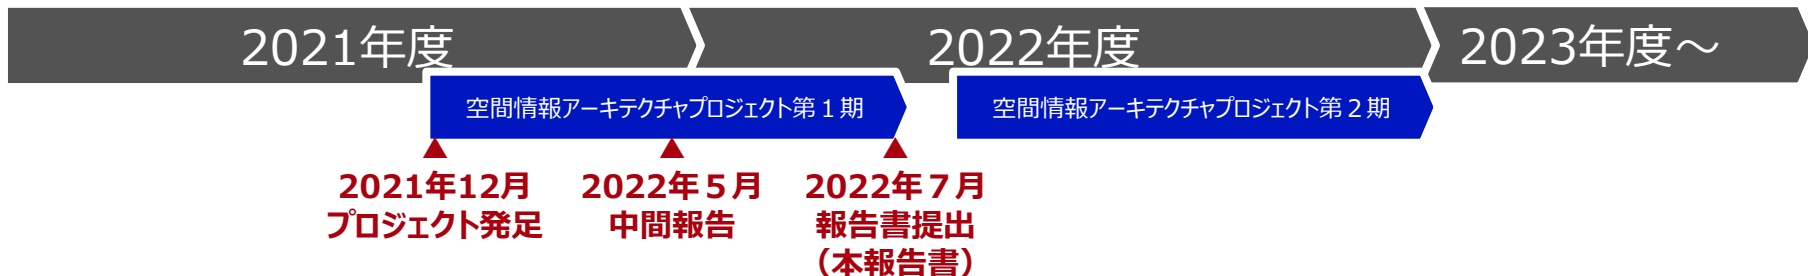 2021年度
2022年度
2023年度～
空間情報アーキテクチャプロジェクト第１期
空間情報アーキテクチャプロジェクト第２期
2021年12月
プロジェクト発足
2022年５月
中間報告
2022年７月
報告書提出
（本報告書）